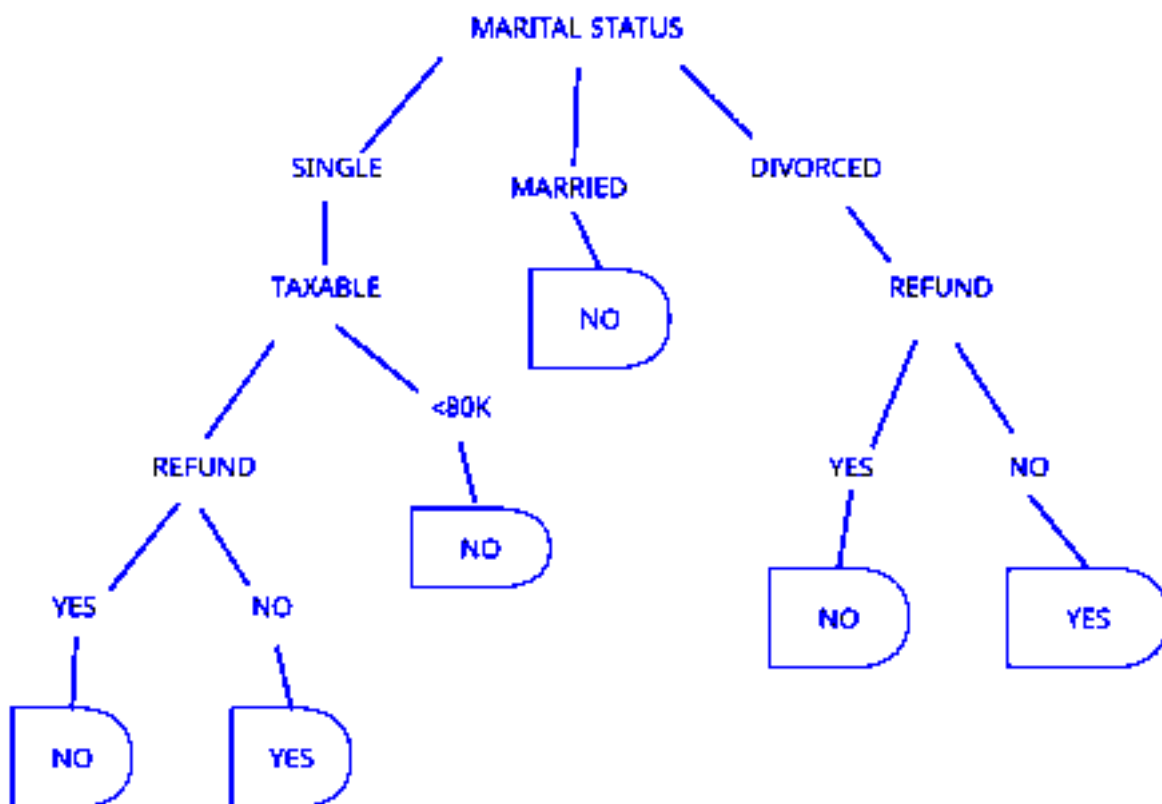 MARITAL STATUS
SINGLE
MARRIED
DIVORCED
TAXABLE
REFUND
NO
<80K
REFUND
YES
NO
NO
YES
NO
NO
YES
NO
YES